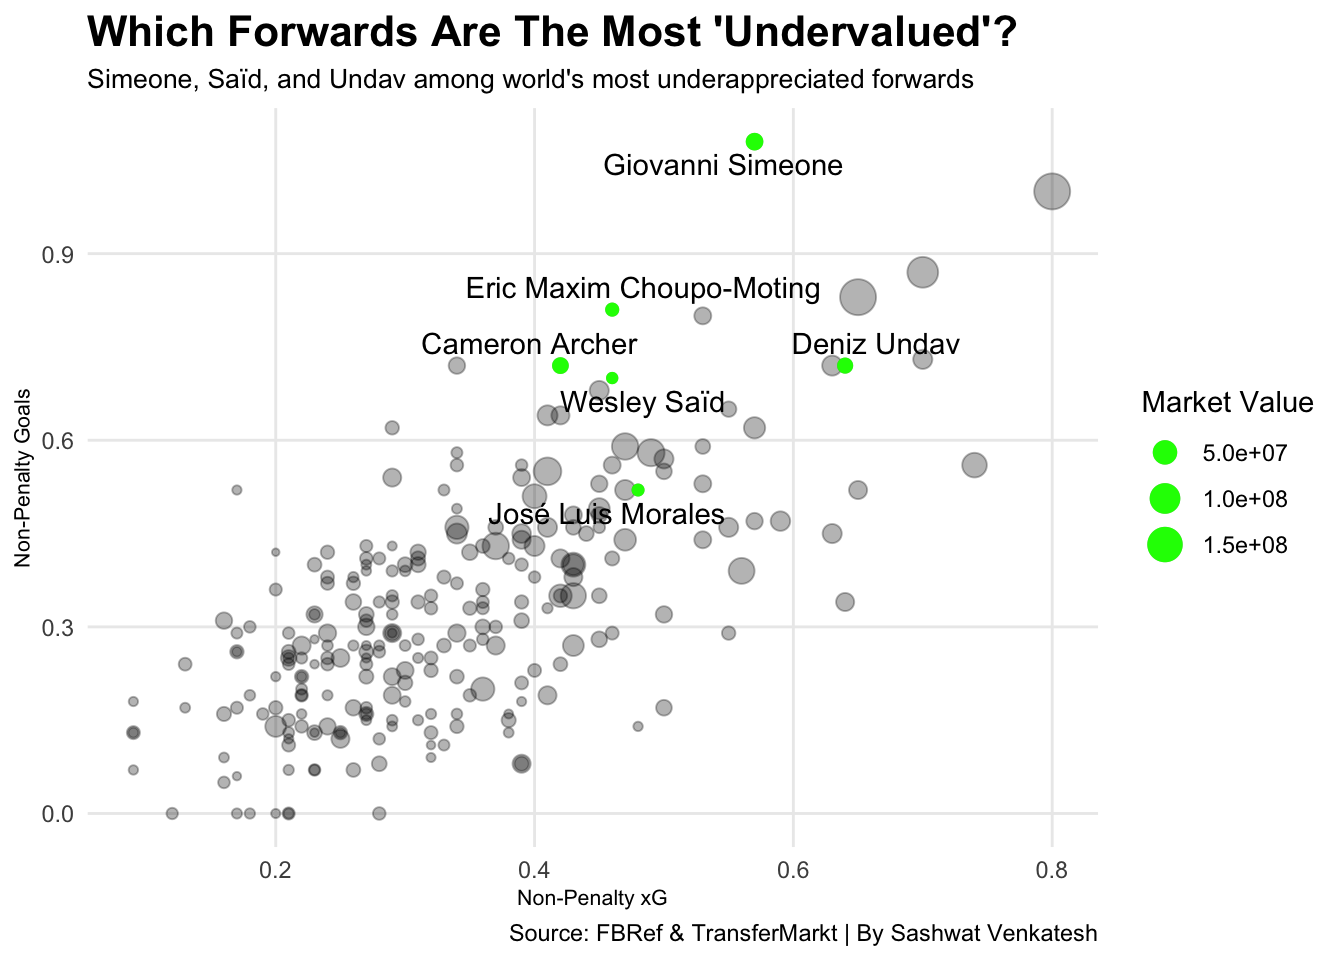 Which Forwards Are The Most 'Undervalued'?
Simeone, Saïd, and Undav among world's most underappreciated forwards
Giovanni Simeone
Eric Maxim Choupo-Moting
Cameron Archer
Deniz Undav
Wesley Saïd
José Luis Morales
Non-Penalty Goals
0.9
0.6
0.3
0.0
0.2
0.4
0.6
0.8
Non-Penalty xG
Market Value
5.0e+07
1.0e+08
1.5e+08
Source: FBRef & TransferMarkt | By Sashwat Venkatesh